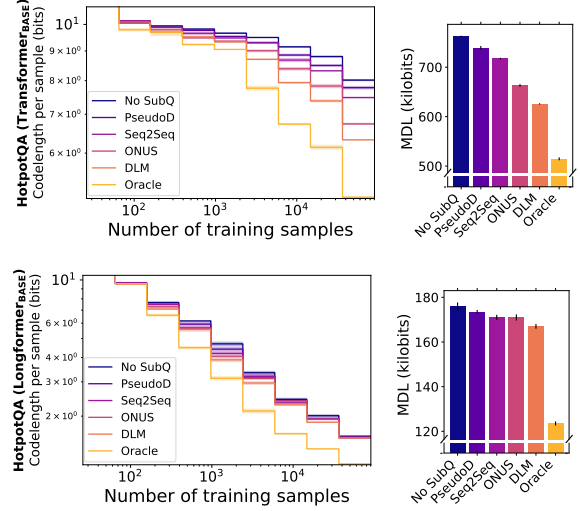 HotpotQA (Transformer_BASE)
Codelength per sample (bits)
10¹
9 × 10⁰
8 × 10⁰
7 × 10⁰
6 × 10⁰
No SubQ
PseudoD
Seq2Seq
ONUS
DLM
Oracle
10² 10³ 10⁴
Number of training samples
MDL (kilobits)
700
500
No SubQ
PseudoD
Seq2Seq
ONUS
DLM
Oracle
HotpotQA (Longformer_BASE)
Codelength per sample (bits)
10¹
6 × 10⁰
4 × 10⁰
3 × 10⁰
2 × 10⁰
No SubQ
PseudoD
Seq2Seq
ONUS
DLM
Oracle
10² 10³ 10⁴
Number of training samples
MDL (kilobits)
180
160
140
120
No SubQ
PseudoD
Seq2Seq
ONUS
DLM
Oracle